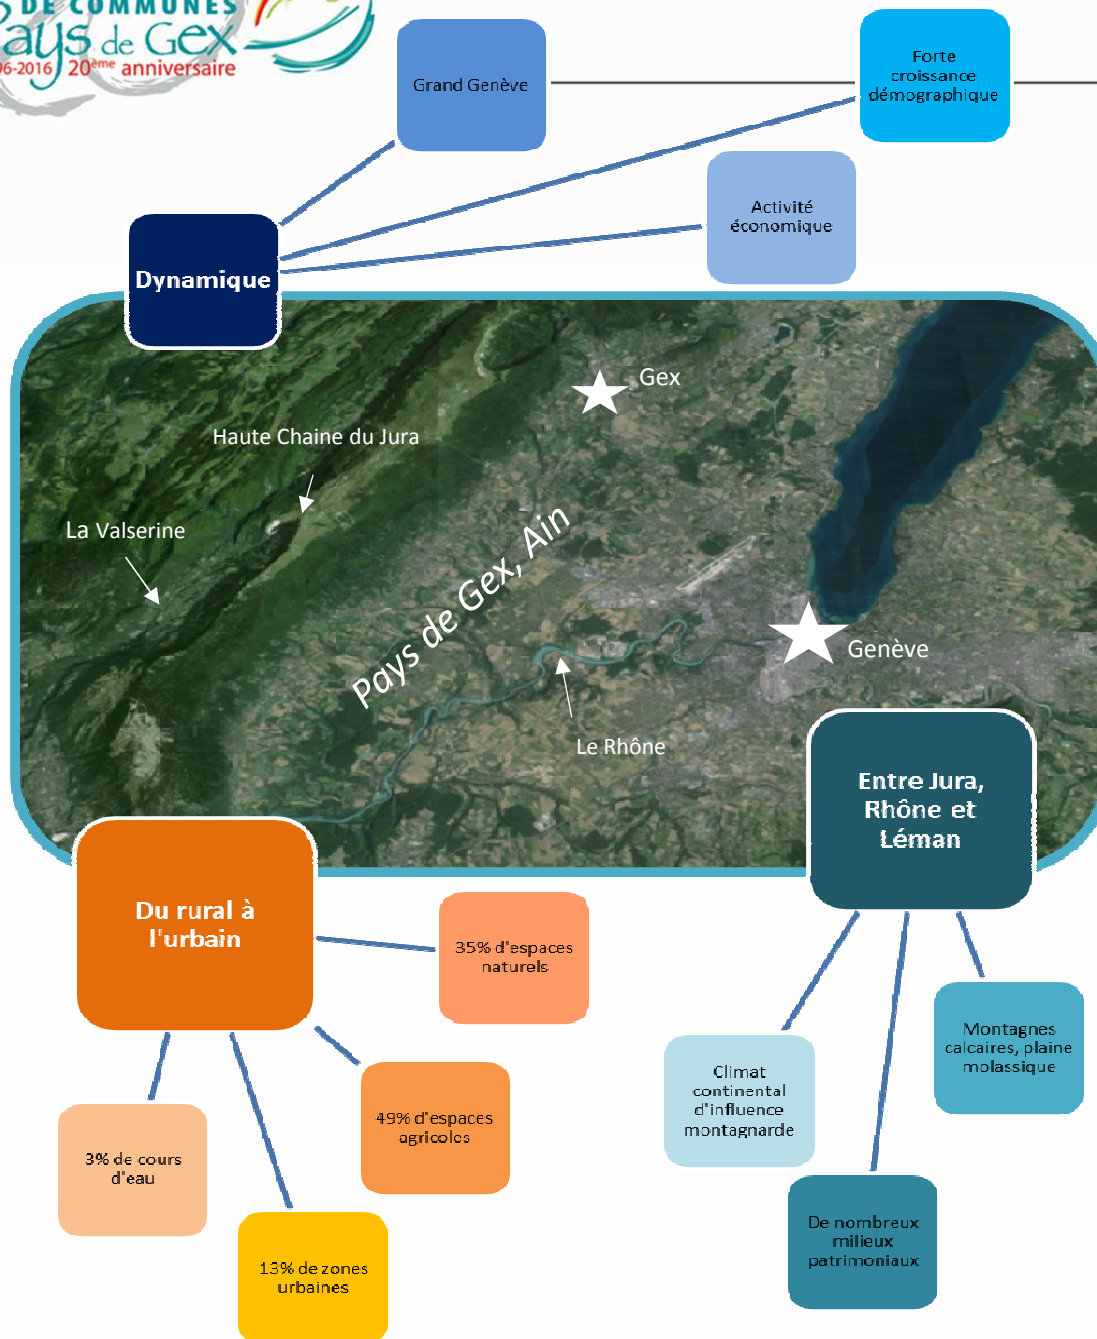 DE COMMUNES
Pays de Gex
96-2016 20ème anniversaire
Grand Genève
Forte
croissance
démographique
Activité
économique
Dynamique
Gex
Haute Chaine du Jura
La Valserine
Pays de Gex, Ain
Genève
Le Rhône
Entre Jura,
Rhône et
Léman
Du rural à
l'urbain
35% d'espaces
naturels
49% d'espaces
agricoles
3% de cours
d'eau
13% de zones
urbaines
Montagnes
calcaires, plaine
molassique
Climat
continental
d'influence
montagnarde
De nombreux
milieux
patrimoniaux